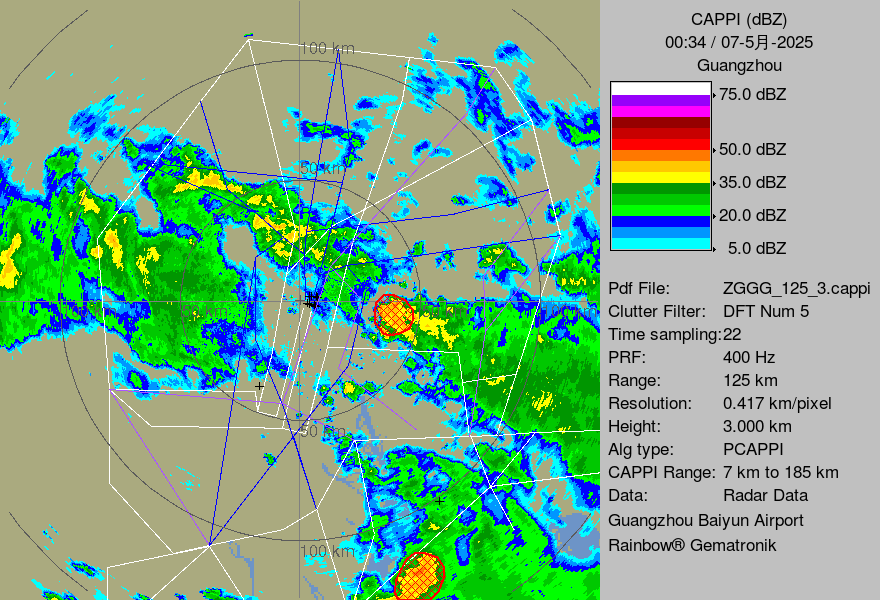 CAPPI (dBZ)
00:34 / 07-5月-2025
Guangzhou
75.0 dBZ
50.0 dBZ
35.0 dBZ
20.0 dBZ
5.0 dBZ
Pdf File: ZGGG_125_3.cappi
Clutter Filter: DFT Num 5
Time sampling:22
PRF: 400 Hz
Range: 125 km
Resolution: 0.417 km/pixel
Height: 3.000 km
Alg type: PCAPPI
CAPPI Range: 7 km to 185 km
Data: Radar Data
Guangzhou Baiyun Airport
Rainbow® Gematronik
100 km
50 km
50 km
100 km